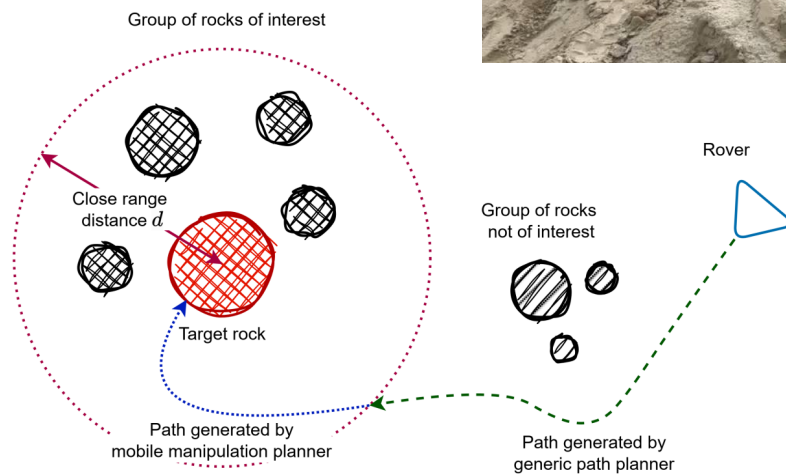 Group of rocks of interest
Rover
Close range
distance d
Group of rocks
not of interest
Target rock
Path generated by
mobile manipulation planner
Path generated by
generic path planner